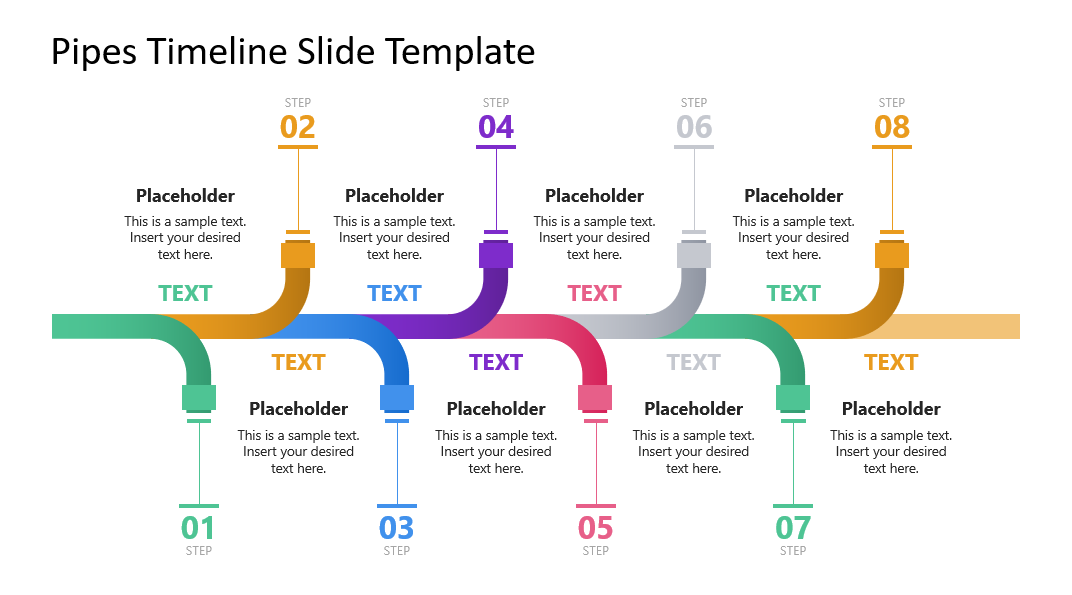 Pipes Timeline Slide Template
STEP
02
STEP
04
STEP
06
STEP
08
Placeholder
This is a sample text.
Insert your desired
text here.
TEXT
Placeholder
This is a sample text.
Insert your desired
text here.
TEXT
Placeholder
This is a sample text.
Insert your desired
text here.
TEXT
Placeholder
This is a sample text.
Insert your desired
text here.
TEXT
TEXT
Placeholder
This is a sample text.
Insert your desired
text here.
TEXT
Placeholder
This is a sample text.
Insert your desired
text here.
TEXT
Placeholder
This is a sample text.
Insert your desired
text here.
TEXT
Placeholder
This is a sample text.
Insert your desired
text here.
01
STEP
03
STEP
05
STEP
07
STEP